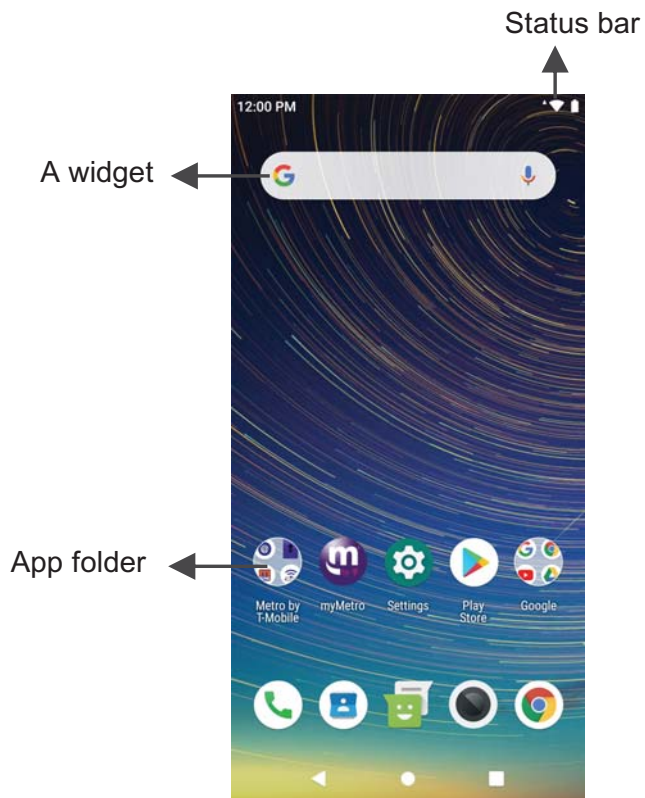 Status bar
12:00 PM
A widget
App folder
Metro by
T-Mobile
myMetro
Settings
Play
Store
Google